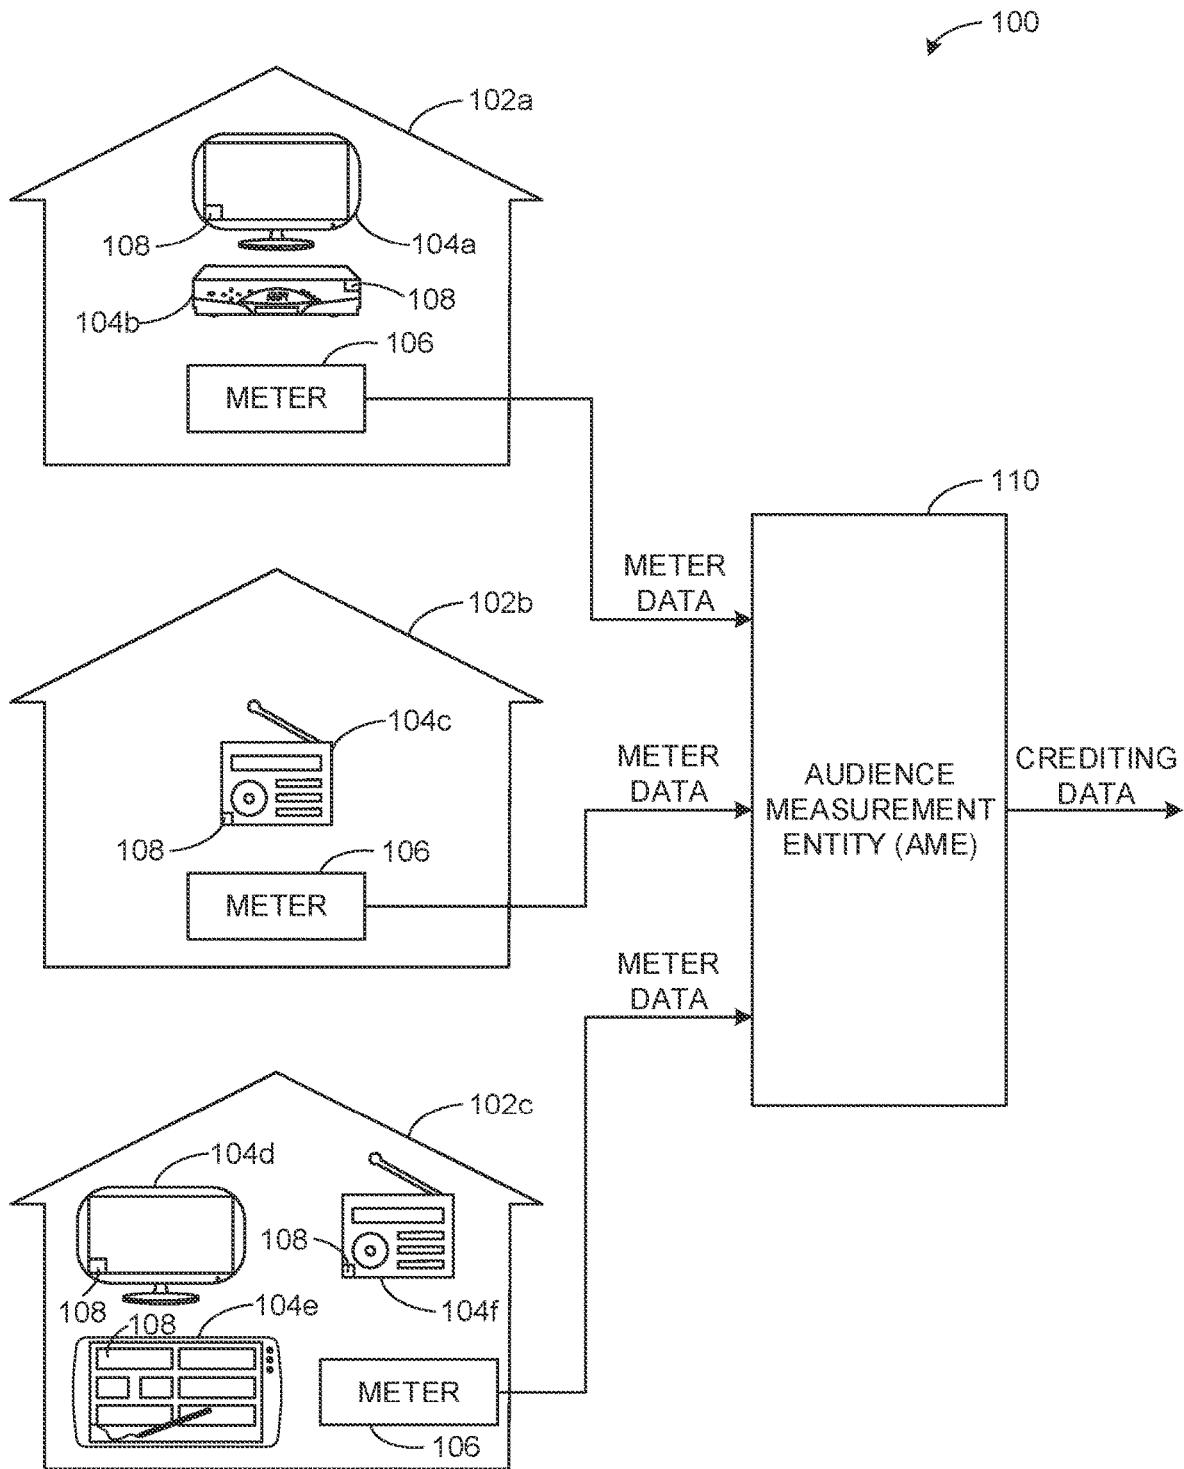 100
102a
108
104a
104b
108
106
METER
110
METER
DATA
102b
104c
108
106
METER
METER
DATA
AUDIENCE
MEASUREMENT
ENTITY (AME)
CREDITING
DATA
METER
DATA
102c
104d
108
104f
108
104e
108
METER
106